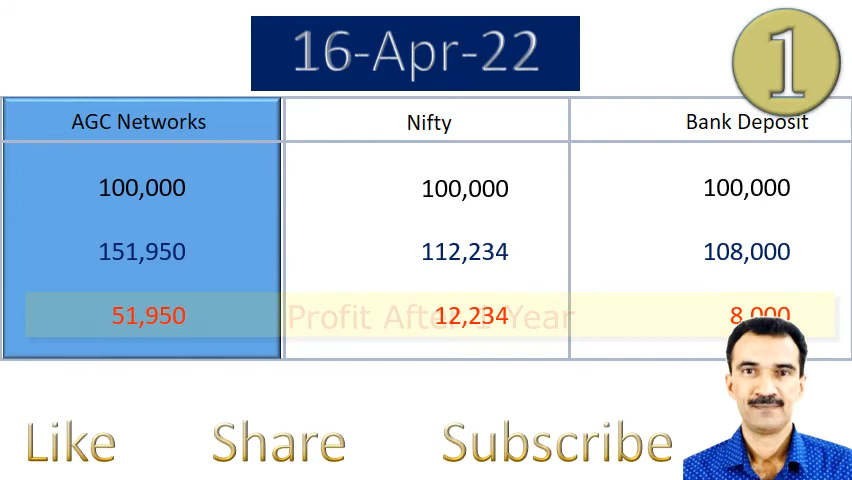 16-Apr-22
1
AGC Networks Nifty Bank Deposit
100,000 100,000 100,000
151,950 112,234 108,000
51,950 12,234 8,000
Profit After 1 Year
Like Share Subscribe